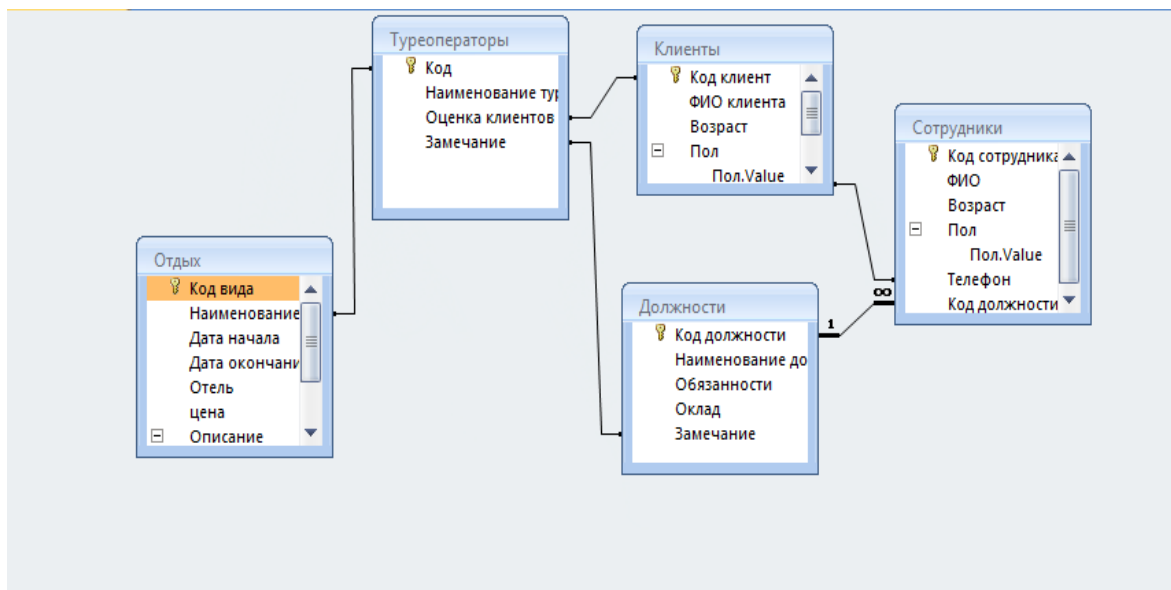 Туреоператоры
Код
Наименование тур
Оценка клиентов
Замечание
Клиенты
Код клиент
ФИО клиента
Возраст
Пол
Пол.Value
Сотрудники
Код сотрудника
ФИО
Возраст
Пол
Пол.Value
Телефон
Код должности
Отдых
Код вида
Наименование
Дата начала
Дата окончани
Отель
цена
Описание
Должности
Код должности
Наименование до
Обязанности
Оклад
Замечание
1
∞